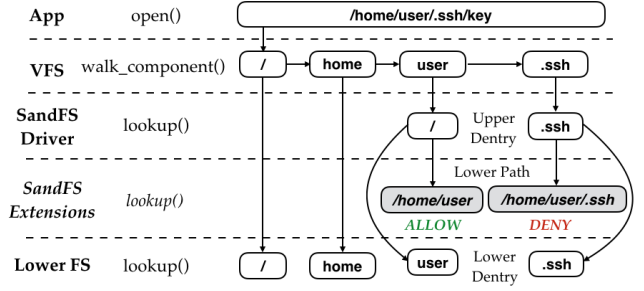 App open() /home/user/.ssh/key
VFS walk_component() / home user .ssh
SandFS
Driver lookup() / Upper
Dentry .ssh
Lower Path
SandFS
Extensions lookup() /home/user /home/user/.ssh
ALLOW DENY
Lower FS lookup() / home user Lower
Dentry .ssh